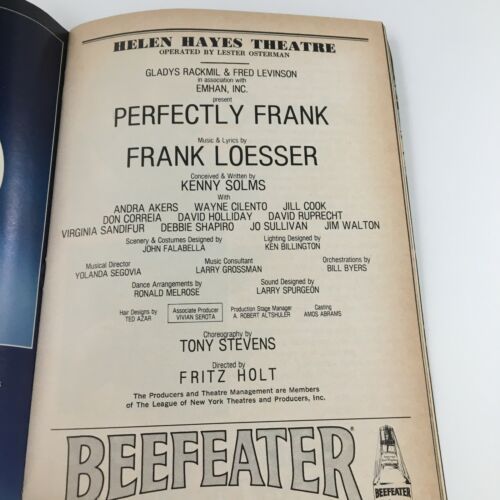 HELEN HAYES THEATRE
OPERATED BY LESTER OSTERMAN
GLADYS RACKMIL & FRED LEVINSON
in association with
EMHAN, INC.
present
PERFECTLY FRANK
Music & Lyrics by
FRANK LOESSER
Conceived & Written by
KENNY SOLMS
With
ANDRA AKERS WAYNE CILENTO JILL COOK
DON CORREIA DAVID HOLLIDAY DAVID RUPRECHT
VIRGINIA SANDIFUR DEBBIE SHAPIRO JO SULLIVAN JIM WALTON
Scenery & Costumes Designed by Lighting Designed by
JOHN FALABELLA KEN BILLINGTON
Musical Director Music Consultant Orchestrations by
YOLANDA SEGOVIA LARRY GROSSMAN BILL BYERS
Dance Arrangements by Sound Designed by
RONALD MELROSE LARRY SPURGEON
Hair Designs by Associate Producer Production Stage Manager Casting
TED AZAR VIVIAN SEROTA A. ROBERT ALTSHULER AMOS ABRAMS
Choreography by
TONY STEVENS
Directed by
FRITZ HOLT
The Producers and Theatre Management are Members
of The League of New York Theatres and Producers, Inc.
BEEFEATER
BEEFEATER